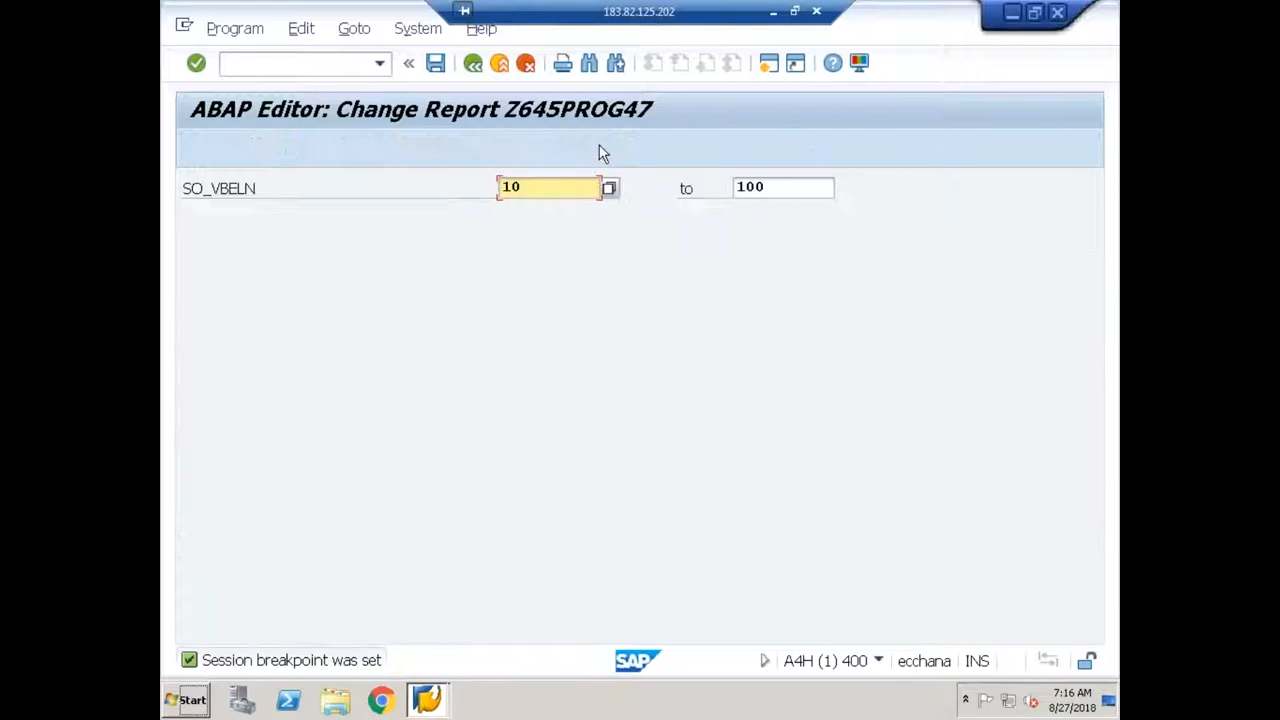 183.82.125.202
Program Edit Goto System Help
ABAP Editor: Change Report Z645PROG47
SO_VBELN 10 to 100
Session breakpoint was set SAP A4H (1) 400 ecchana INS
Start 7:16 AM
8/27/2018